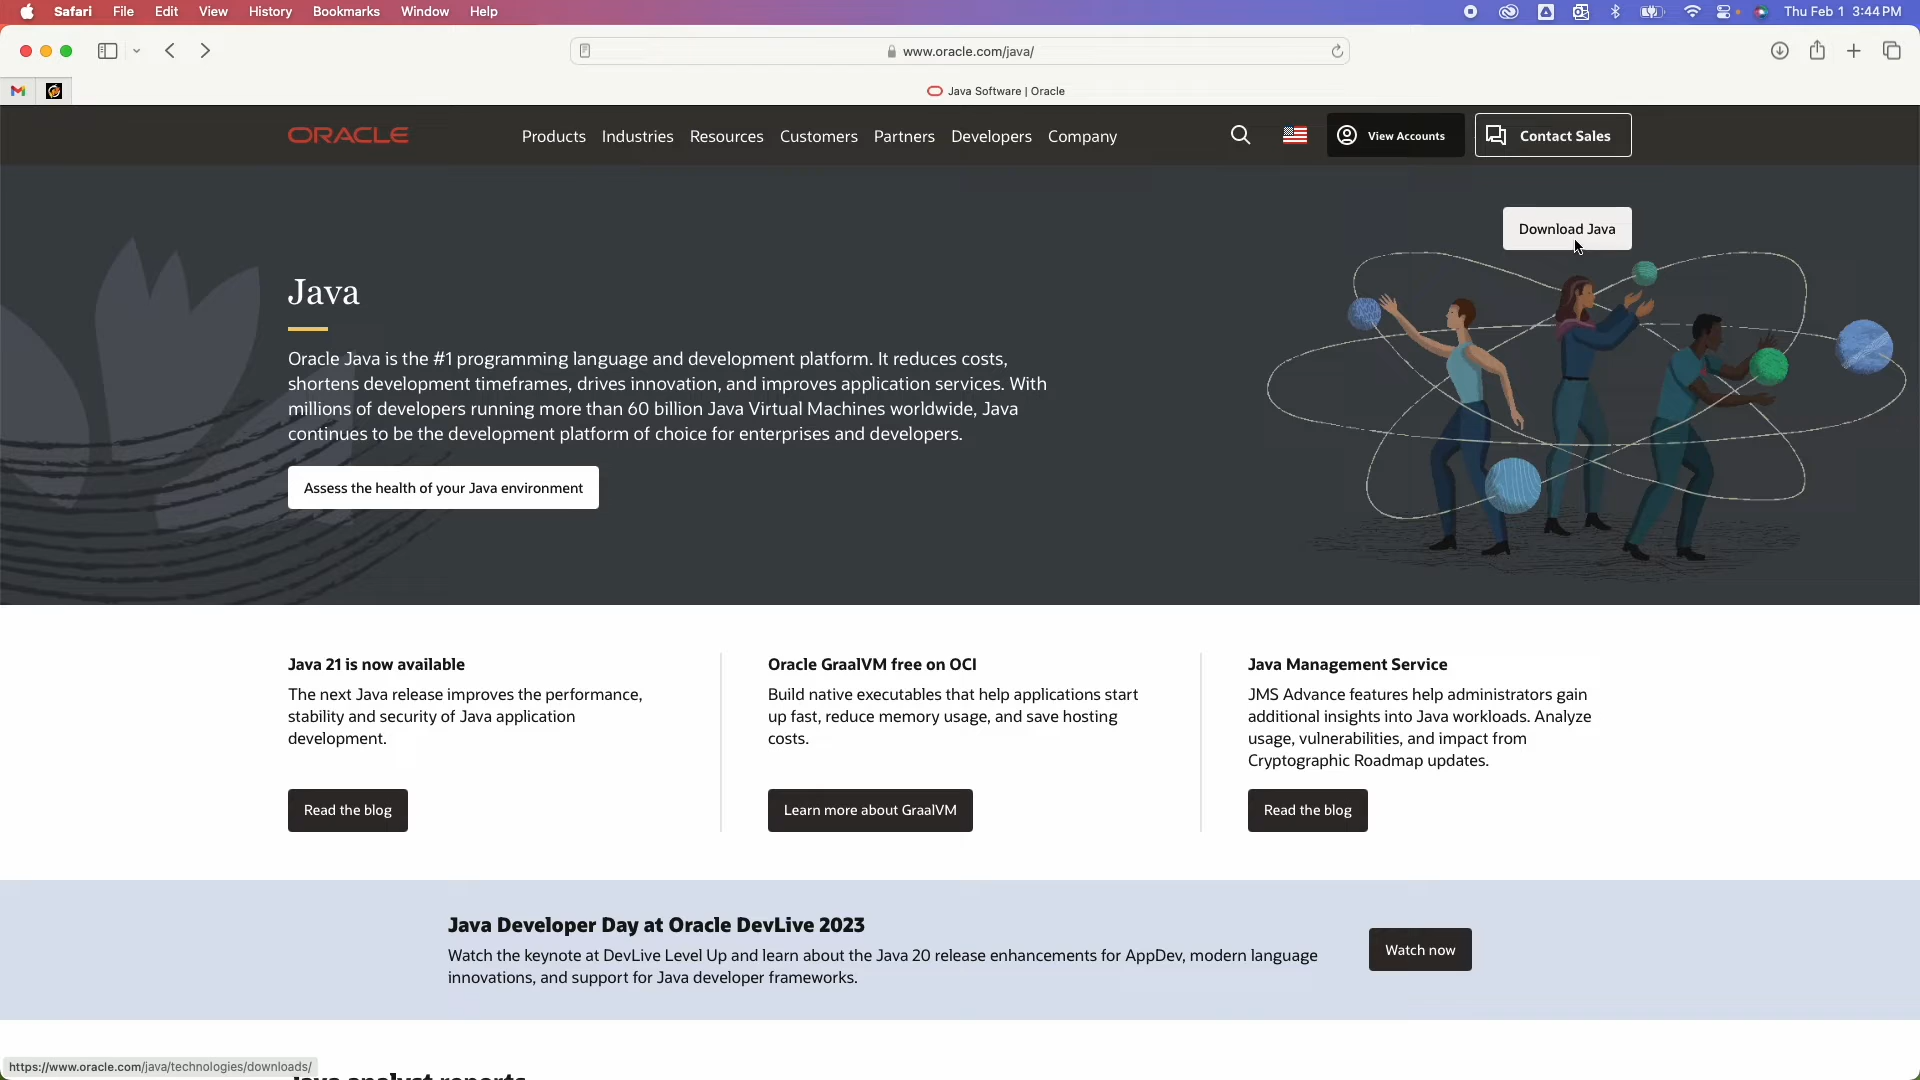 Safari File Edit View History Bookmarks Window Help
Thu Feb 1 3:44 PM
www.oracle.com/java/
Java Software | Oracle
ORACLE
Products Industries Resources Customers Partners Developers Company
View Accounts
Contact Sales
Download Java
Java
Oracle Java is the #1 programming language and development platform. It reduces costs,
shortens development timeframes, drives innovation, and improves application services. With
millions of developers running more than 60 billion Java Virtual Machines worldwide, Java
continues to be the development platform of choice for enterprises and developers.
Assess the health of your Java environment
Java 21 is now available
The next Java release improves the performance,
stability and security of Java application
development.
Read the blog
Oracle GraalVM free on OCI
Build native executables that help applications start
up fast, reduce memory usage, and save hosting
costs.
Learn more about GraalVM
Java Management Service
JMS Advance features help administrators gain
additional insights into Java workloads. Analyze
usage, vulnerabilities, and impact from
Cryptographic Roadmap updates.
Read the blog
Java Developer Day at Oracle DevLive 2023
Watch the keynote at DevLive Level Up and learn about the Java 20 release enhancements for AppDev, modern language
innovations, and support for Java developer frameworks.
Watch now
https://www.oracle.com/java/technologies/downloads/
Java analyst reports